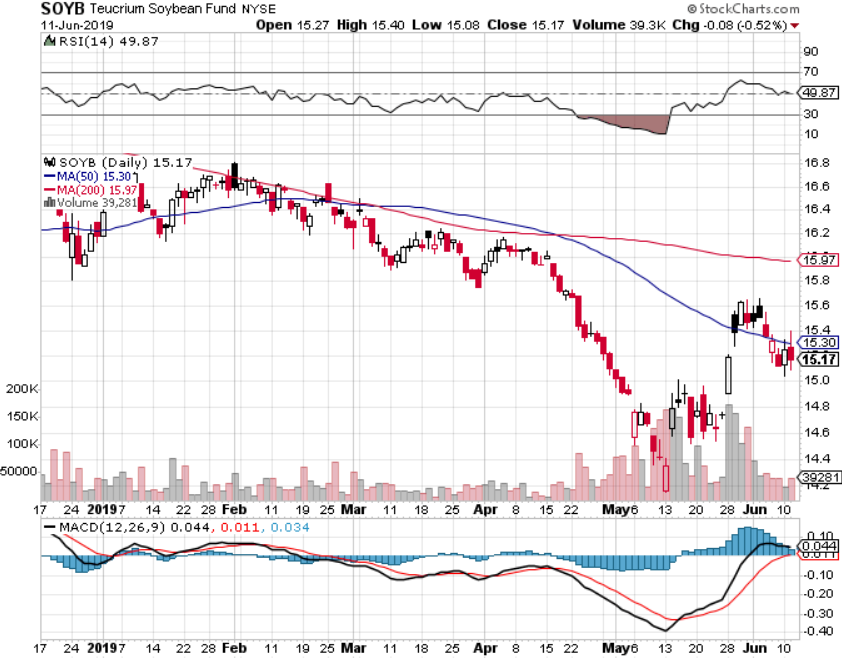 SOYB Teucrium Soybean Fund NYSE © StockCharts.com
11-Jun-2019 Open 15.27 High 15.40 Low 15.08 Close 15.17 Volume 39.3K Chg -0.08 (-0.52%)
RSI(14) 49.87
90
70
49.87
30
10
SOYB (Daily) 15.17
MA(50) 15.30
MA(200) 15.97
Volume 39,281
16.8
16.6
16.4
16.2
15.97
15.8
15.6
15.4
15.30
15.17
15.0
14.8
14.6
14.4
39281
14.2
200K
150K
100K
50000
17 24 2019 7 14 22 28 Feb 11 19 25 Mar 11 18 25 Apr 8 15 22 May 6 13 20 28 Jun 10
MACD(12,26,9) 0.044, 0.011, 0.034
0.10
0.044
0.011
-0.10
-0.20
-0.30
-0.40
17 24 2019 7 14 22 28 Feb 11 19 25 Mar 11 18 25 Apr 8 15 22 May 6 13 20 28 Jun 10